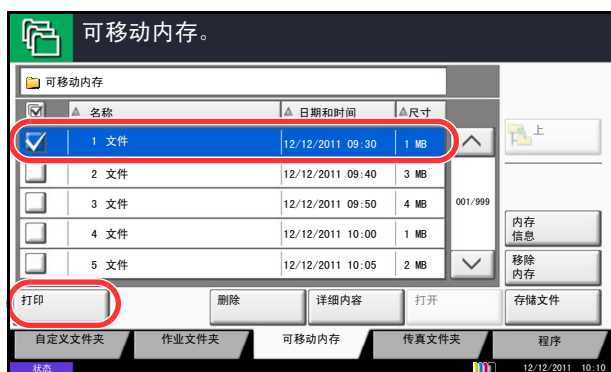 可移动内存。
可移动内存
名称 日期和时间 尺寸
1 文件 12/12/2011 09:30 1 MB
2 文件 12/12/2011 09:40 3 MB
3 文件 12/12/2011 09:50 4 MB
4 文件 12/12/2011 10:00 1 MB
5 文件 12/12/2011 10:05 2 MB
001/999
上
内存
信息
移除
内存
打印 删除 详细内容 打开 存储文件
自定义文件夹 作业文件夹 可移动内存 传真文件夹 程序
状态 12/12/2011 10:10